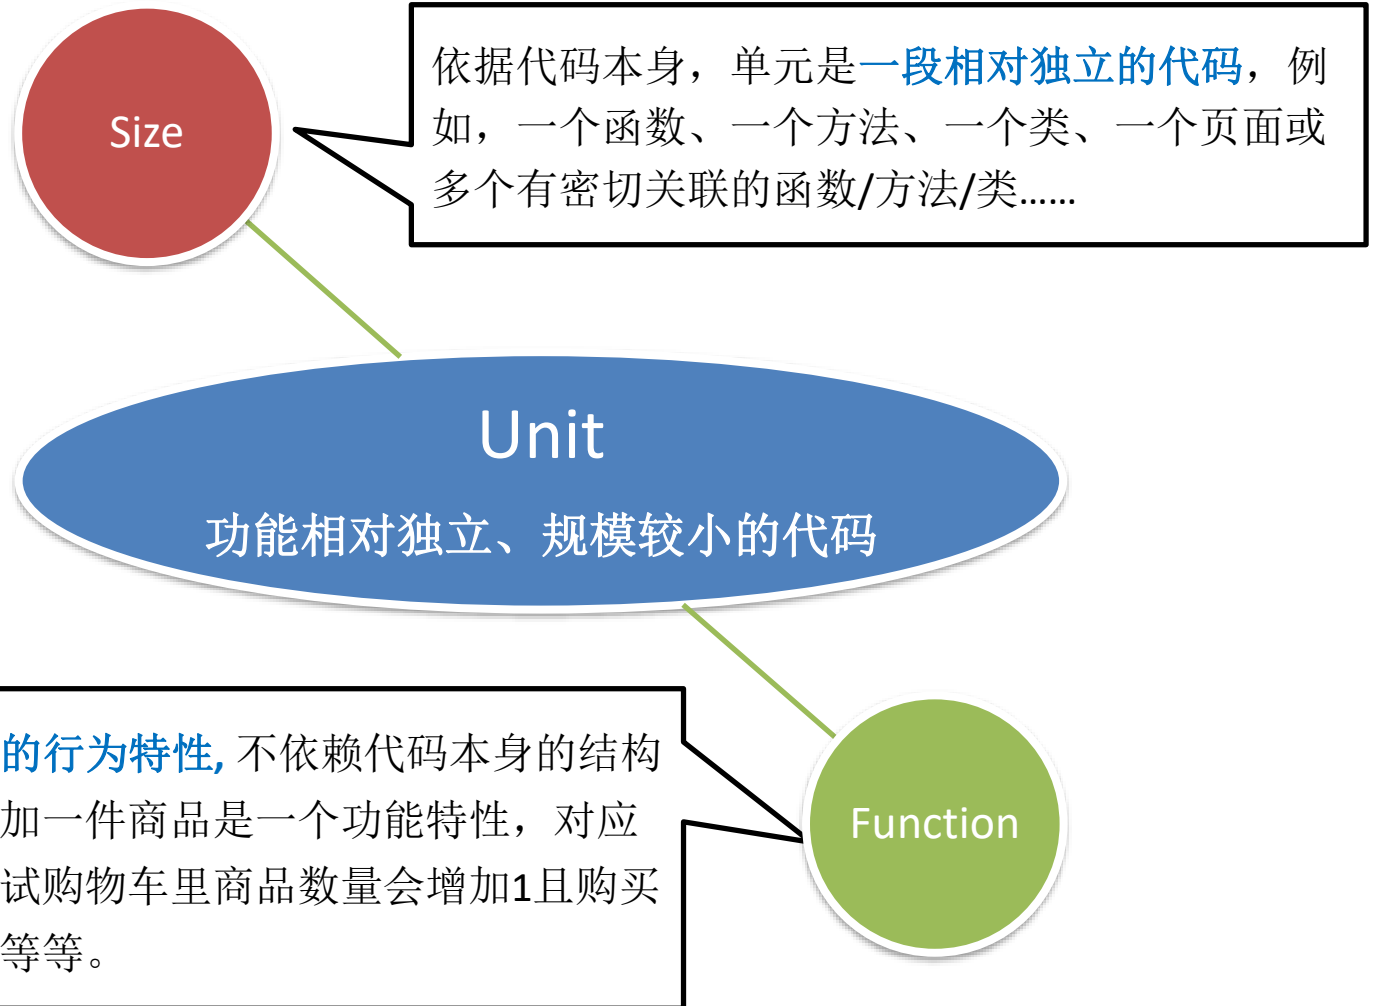 Size
依据代码本身，单元是一段相对独立的代码，例
如，一个函数、一个方法、一个类、一个页面或
多个有密切关联的函数/方法/类……
Unit
功能相对独立、规模较小的代码
的行为特性, 不依赖代码本身的结构
加一件商品是一个功能特性，对应
试购物车里商品数量会增加1且购买
等等。
Function